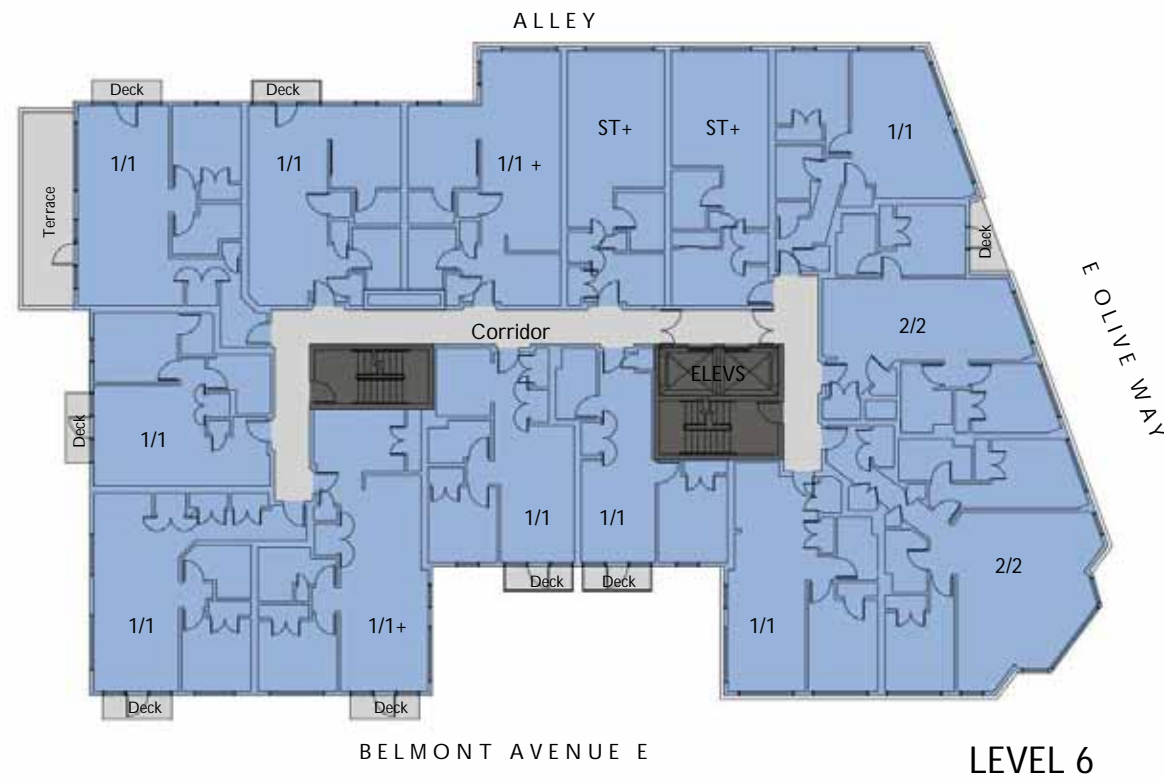 ALLEY
Deck
Deck
ST+
ST+
1/1
1/1
1/1
1/1 +
Terrace
Deck
E OLIVE WAY
2/2
Corridor
ELEVS
Deck
1/1
1/1
1/1
2/2
Deck
Deck
1/1
1/1+
1/1
Deck
Deck
BELMONT AVENUE E
LEVEL 6